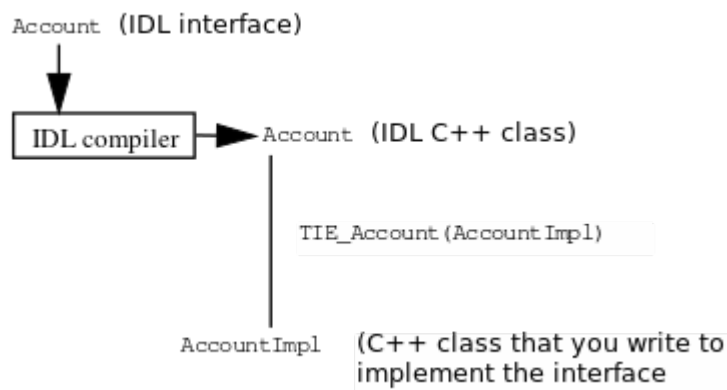 Account (IDL interface)
IDL compiler
Account (IDL C++ class)
TIE_Account(AccountImpl)
AccountImpl (C++ class that you write to
implement the interface